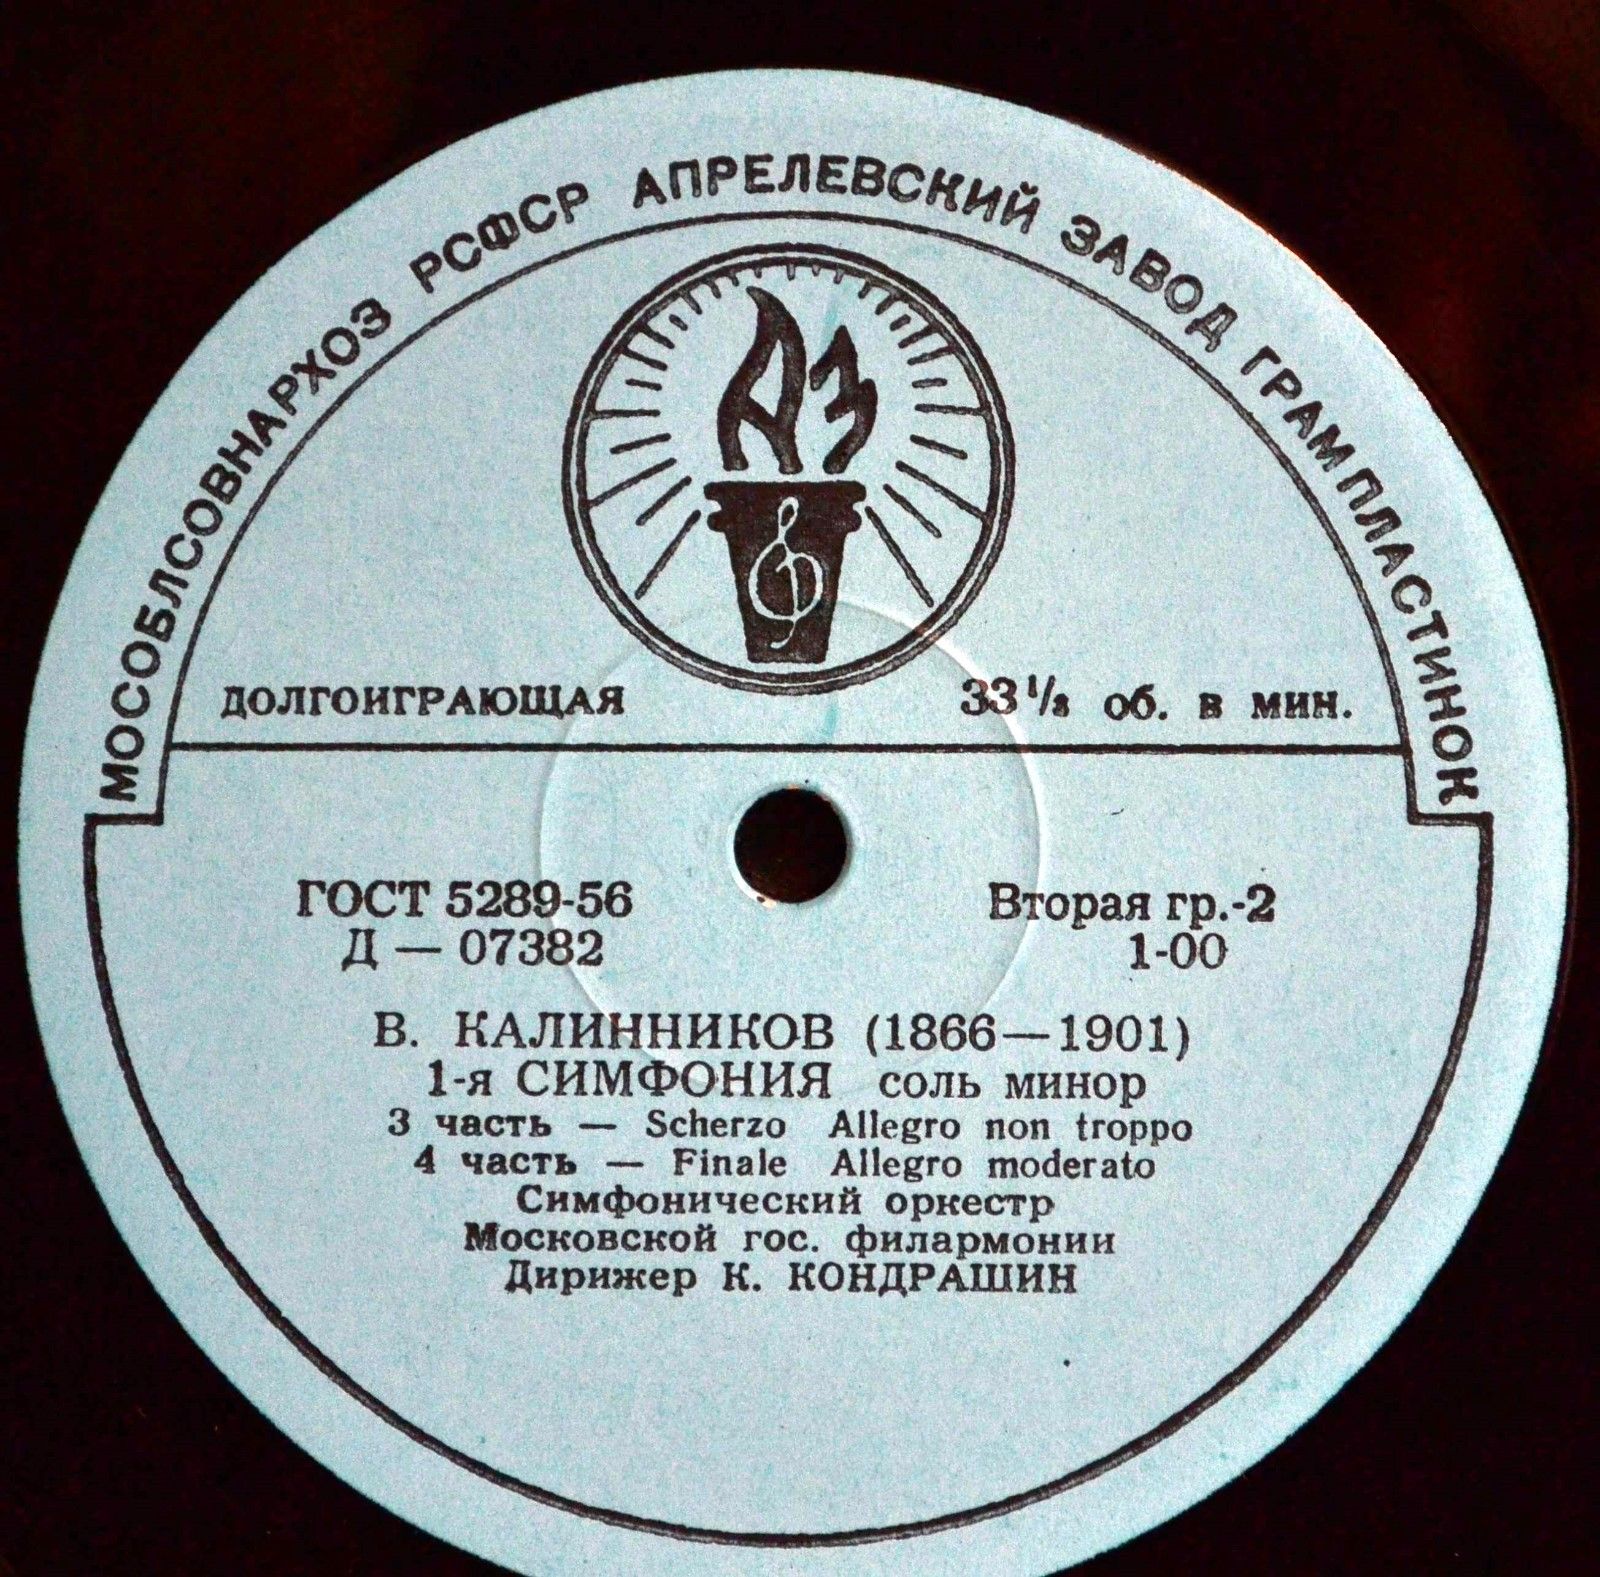 МОСОБЛСОВНАРХОЗ РСФСР АПРЕЛЕВСКИЙ ЗАВОД ГРАМПЛАСТИНОК
АЗ
ДОЛГОИГРАЮЩАЯ 33⅓ об. в мин.
ГОСТ 5289-56 Вторая гр.-2
Д — 07382 1-00
В. КАЛИННИКОВ (1866—1901)
1-я СИМФОНИЯ соль минор
3 часть — Scherzo Allegro non troppo
4 часть — Finale Allegro moderato
Симфонический оркестр
Московской гос. филармонии
Дирижер К. КОНДРАШИН